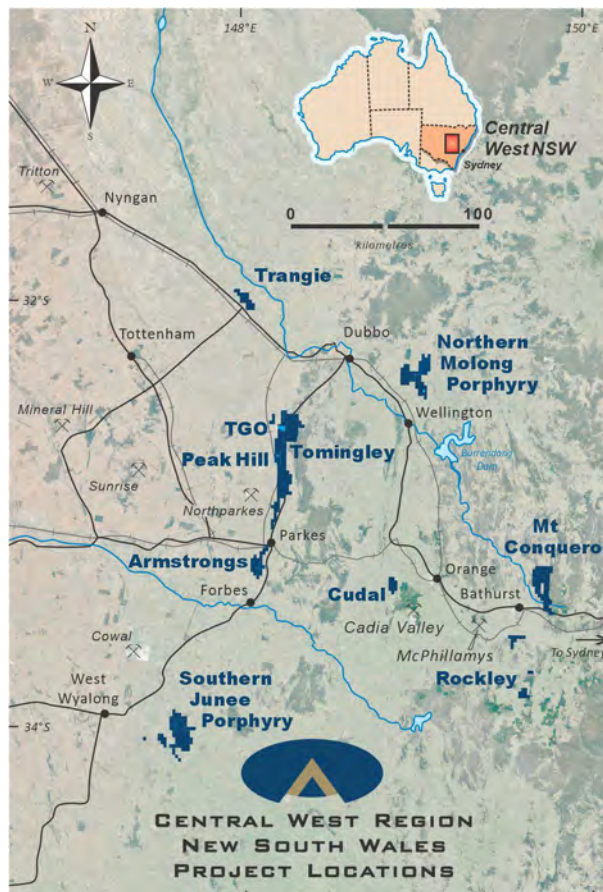 148°E
150°E
N
W
E
S
Central
West NSW
Sydney
0
100
kilometres
Tritton
Nyngan
Trangie
32°S
Tottenham
Dubbo
Northern
Molong
Porphyry
Mineral Hill
TGO
Tomingley
Wellington
Peak Hill
Burrendong
Dam
Sunrise
Northparkes
Parkes
Mt
Conqueror
Armstrongs
Orange
Cudal
Bathurst
Forbes
Cadia Valley
McPhillamys
To Sydney
Cowal
Rockley
West
Wyalong
Southern
Junee
Porphyry
34°S
CENTRAL WEST REGION
NEW SOUTH WALES
PROJECT LOCATIONS